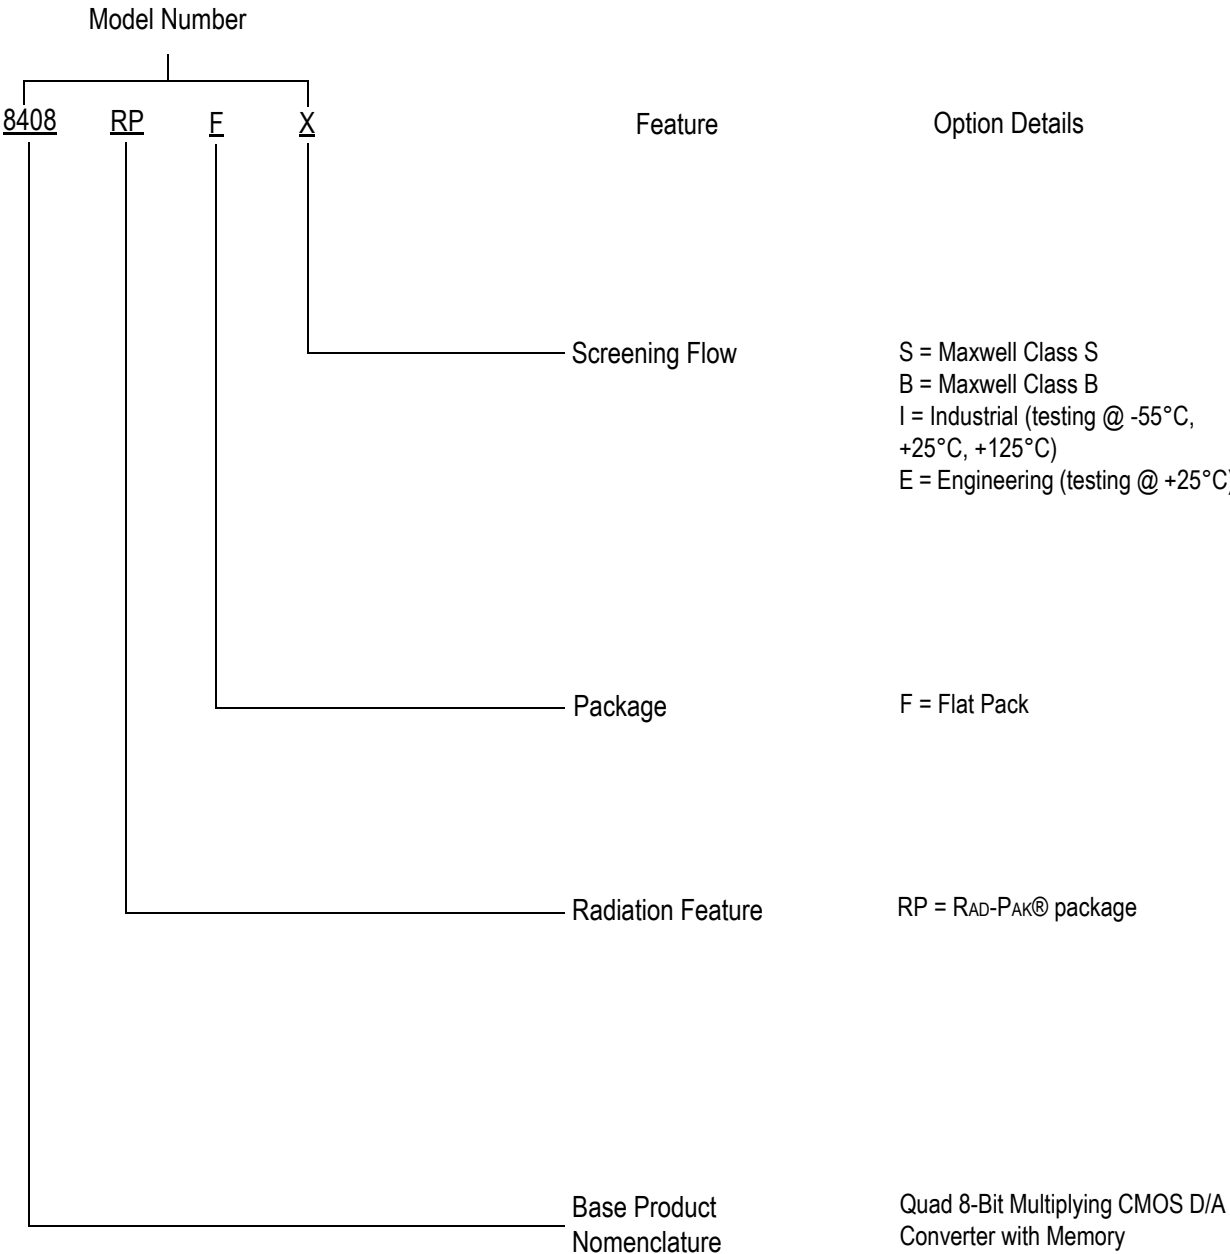 Model Number
8408 RP F X Feature Option Details
Screening Flow
S = Maxwell Class S
B = Maxwell Class B
I = Industrial (testing @ -55°C,
+25°C, +125°C)
E = Engineering (testing @ +25°C)
Package F = Flat Pack
Radiation Feature RP = RAD-PAK® package
Base Product
Nomenclature
Quad 8-Bit Multiplying CMOS D/A
Converter with Memory